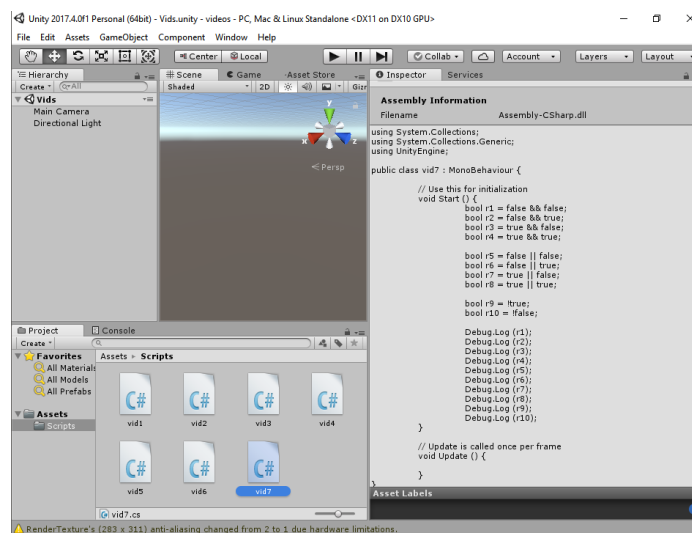 Unity 2017.4.0f1 Personal (64bit) - Vids.unity - videos - PC, Mac & Linux Standalone <DX11 on DX10 GPU>
File Edit Assets GameObject Component Window Help
Center Local Collab Account Layers Layout
Hierarchy
Create All
Vids
Main Camera
Directional Light
Scene Game Asset Store
Shaded 2D Giz
y
x z
Persp
Inspector Services
Assembly Information
Filename Assembly-CSharp.dll
using System.Collections;
using System.Collections.Generic;
using UnityEngine;
public class vid7 : MonoBehaviour {
// Use this for initialization
void Start () {
bool r1 = false && false;
bool r2 = false && true;
bool r3 = true && false;
bool r4 = true && true;
bool r5 = false || false;
bool r6 = false || true;
bool r7 = true || false;
bool r8 = true || true;
bool r9 = !true;
bool r10 = !false;
Debug.Log (r1);
Debug.Log (r2);
Debug.Log (r3);
Debug.Log (r4);
Debug.Log (r5);
Debug.Log (r6);
Debug.Log (r7);
Debug.Log (r8);
Debug.Log (r9);
Debug.Log (r10);
}
// Update is called once per frame
void Update () {
}
}
Asset Labels
Project Console
Create
Favorites
All Materials
All Models
All Prefabs
Assets
Scripts
Assets Scripts
C# C# C# C#
vid1 vid2 vid3 vid4
C# C# C#
vid5 vid6 vid7
vid7.cs
RenderTexture's (283 x 311) anti-aliasing changed from 2 to 1 due hardware limitations.